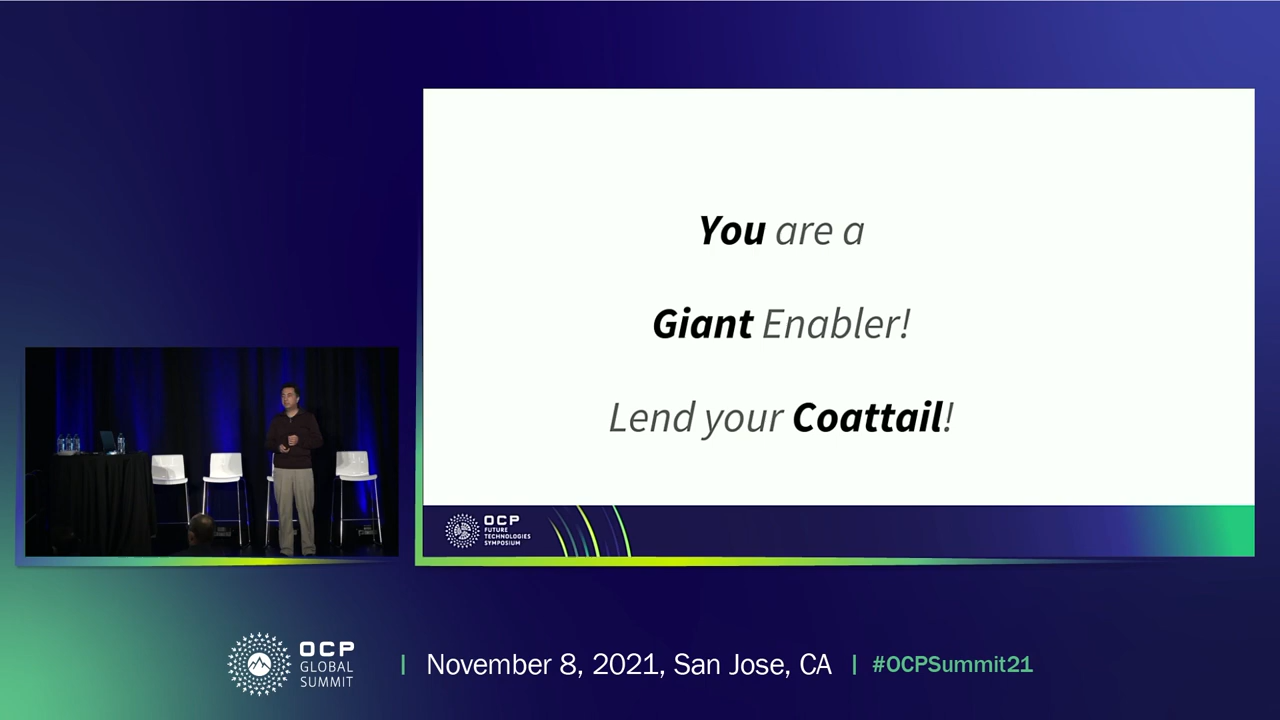 You are a
Giant Enabler!
Lend your Coattail!
OCP
FUTURE
TECHNOLOGIES
SYMPOSIUM
OCP
GLOBAL
SUMMIT
| November 8, 2021, San Jose, CA | #OCPSummit21